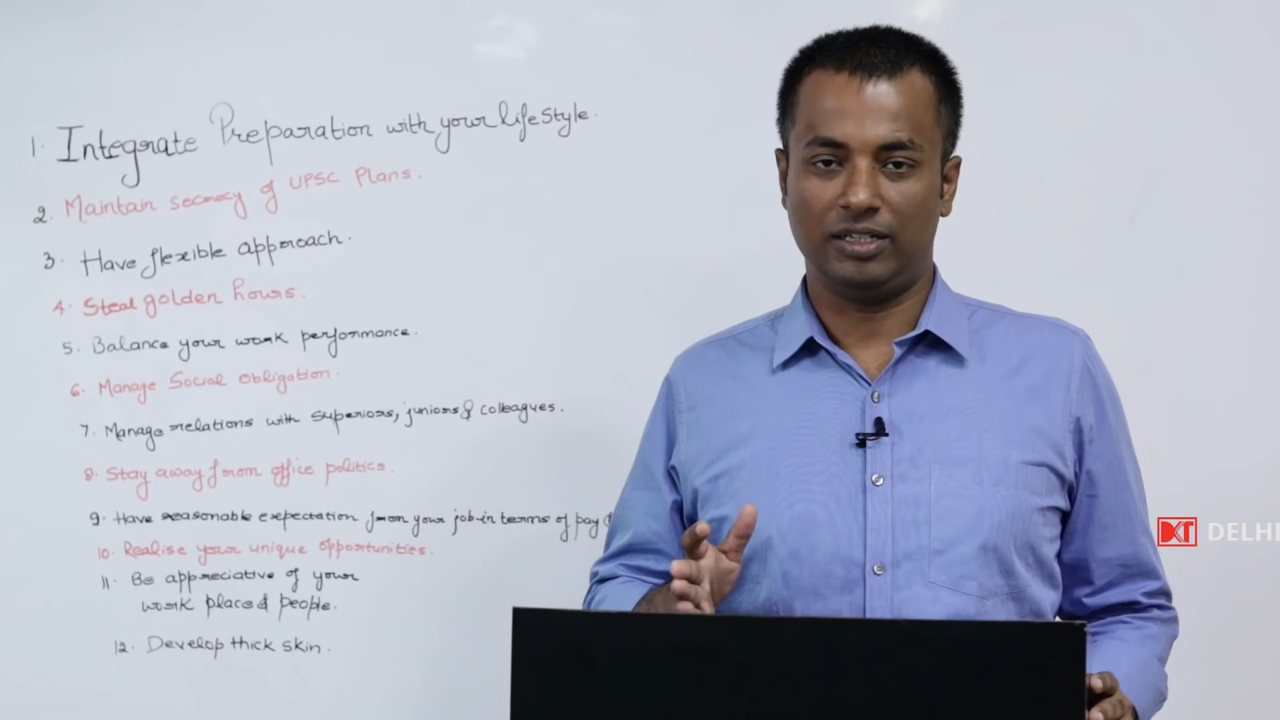 1. Integrate Preparation with your lifestyle.
2. Maintain secrecy of UPSC Plans.
3. Have flexible approach.
4. Steal golden hours.
5. Balance your work performance.
6. Manage Social obligation.
7. Manage relations with superiors, juniors & colleagues.
8. Stay away from office politics.
9. Have reasonable expectation from your job-in terms of pay
10. Realise your unique opportunities.
11. Be appreciative of your
work place & people.
12. Develop thick skin.
DKT DELHI